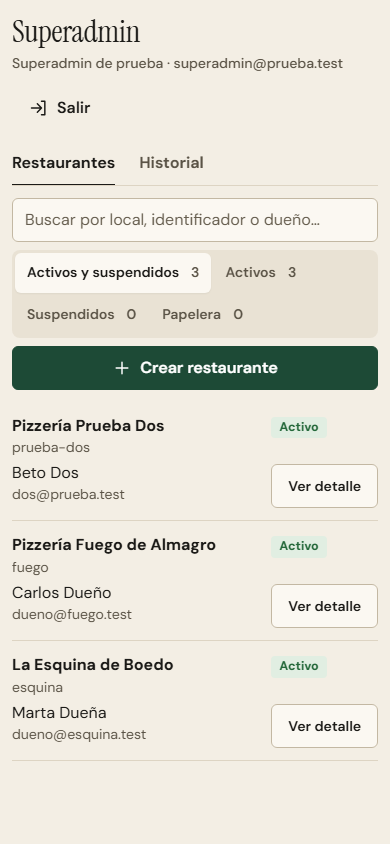 Superadmin
Superadmin de prueba · superadmin@prueba.test
Salir
Restaurantes Historial
Buscar por local, identificador o dueño…
Activos y suspendidos 3 Activos 3
Suspendidos 0 Papelera 0
Crear restaurante
Pizzería Prueba Dos Activo
prueba-dos
Beto Dos
dos@prueba.test
Ver detalle
Pizzería Fuego de Almagro Activo
fuego
Carlos Dueño
dueno@fuego.test
Ver detalle
La Esquina de Boedo Activo
esquina
Marta Dueña
dueno@esquina.test
Ver detalle